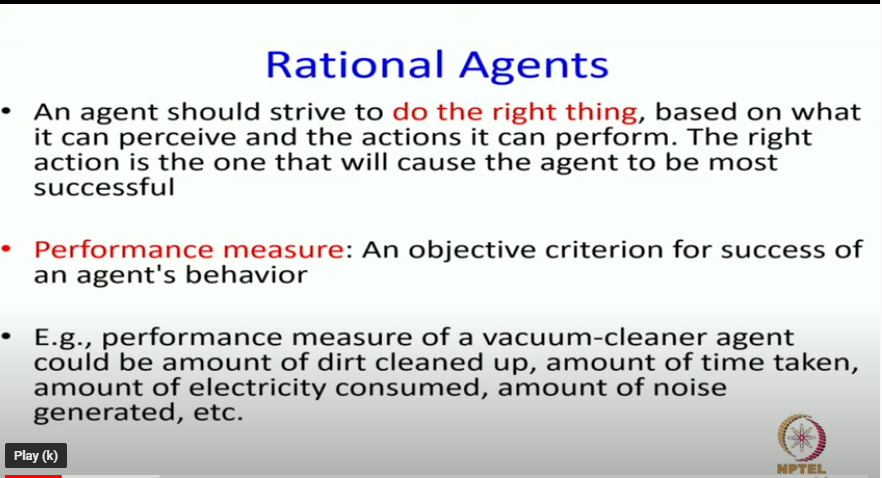 Rational Agents
• An agent should strive to do the right thing, based on what
it can perceive and the actions it can perform. The right
action is the one that will cause the agent to be most
successful
• Performance measure: An objective criterion for success of
an agent's behavior
• E.g., performance measure of a vacuum-cleaner agent
could be amount of dirt cleaned up, amount of time taken,
amount of electricity consumed, amount of noise
generated, etc.
Play (k)
NPTEL